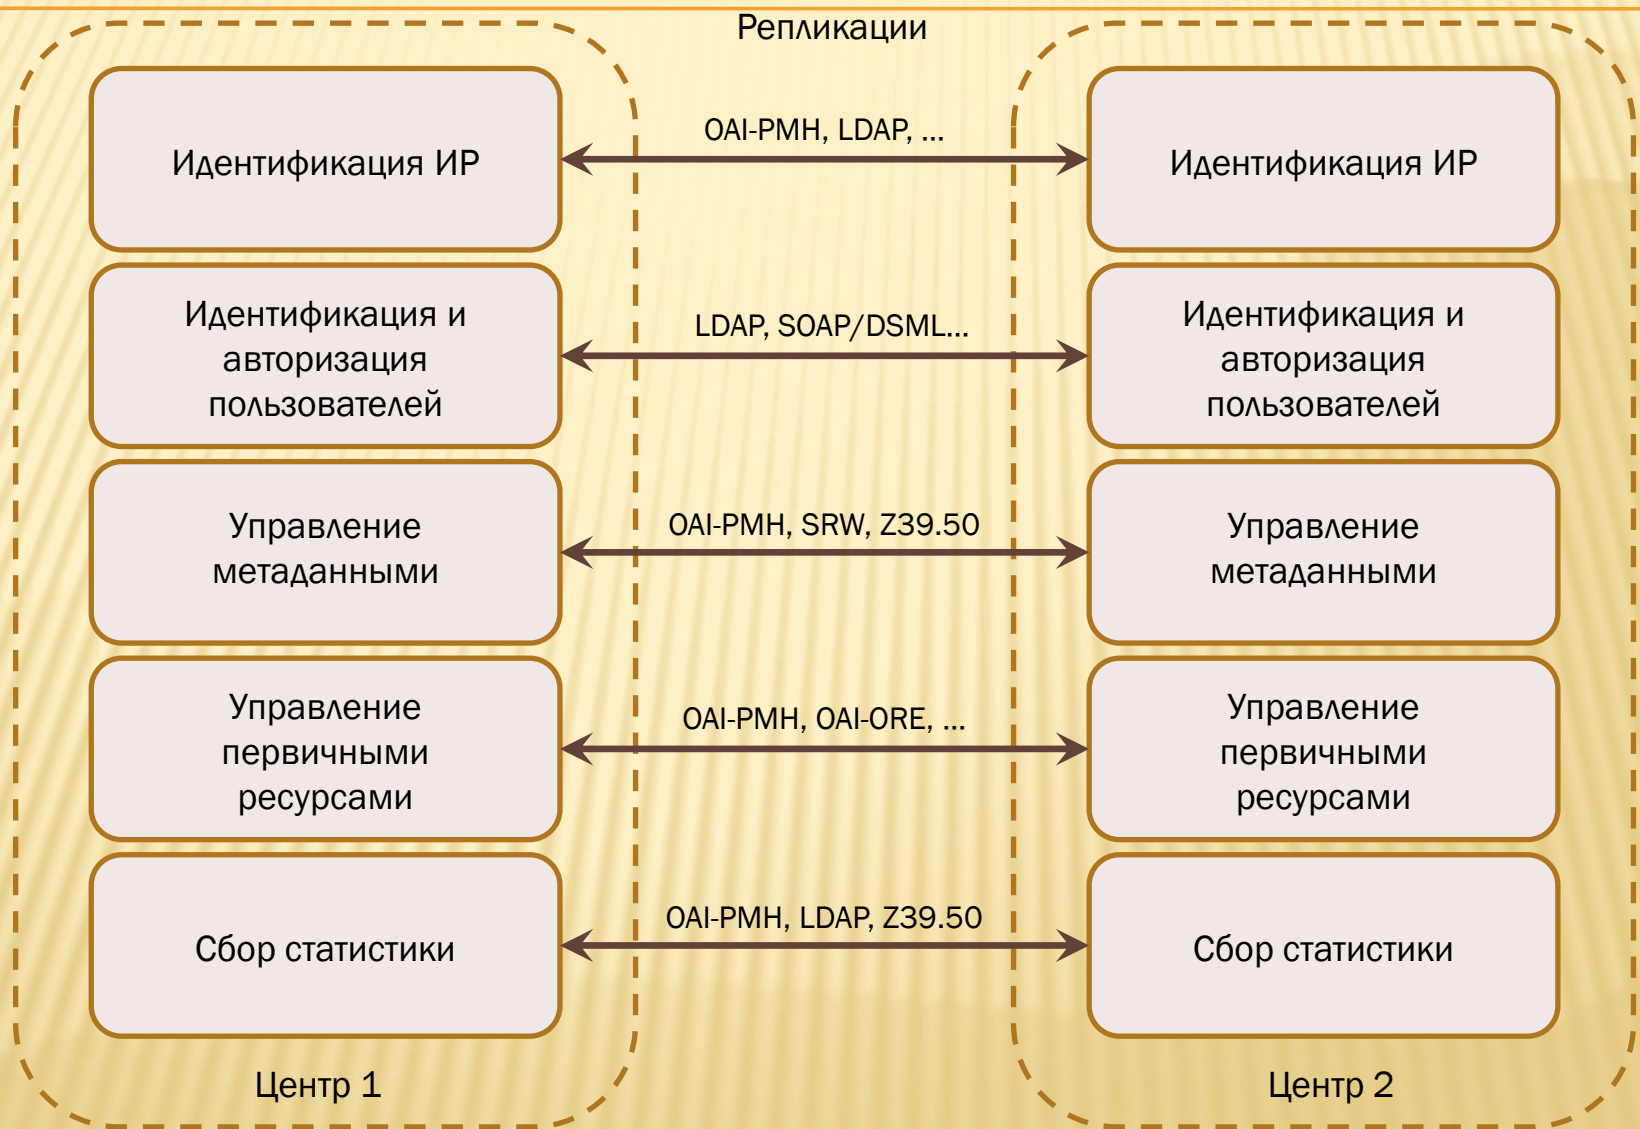 Репликации
Идентификация ИР
OAI-PMH, LDAP, ...
Идентификация ИР
Идентификация и
авторизация
пользователей
LDAP, SOAP/DSML...
Идентификация и
авторизация
пользователей
Управление
метаданными
OAI-PMH, SRW, Z39.50
Управление
метаданными
Управление
первичными
ресурсами
OAI-PMH, OAI-ORE, ...
Управление
первичными
ресурсами
Сбор статистики
OAI-PMH, LDAP, Z39.50
Сбор статистики
Центр 1
Центр 2